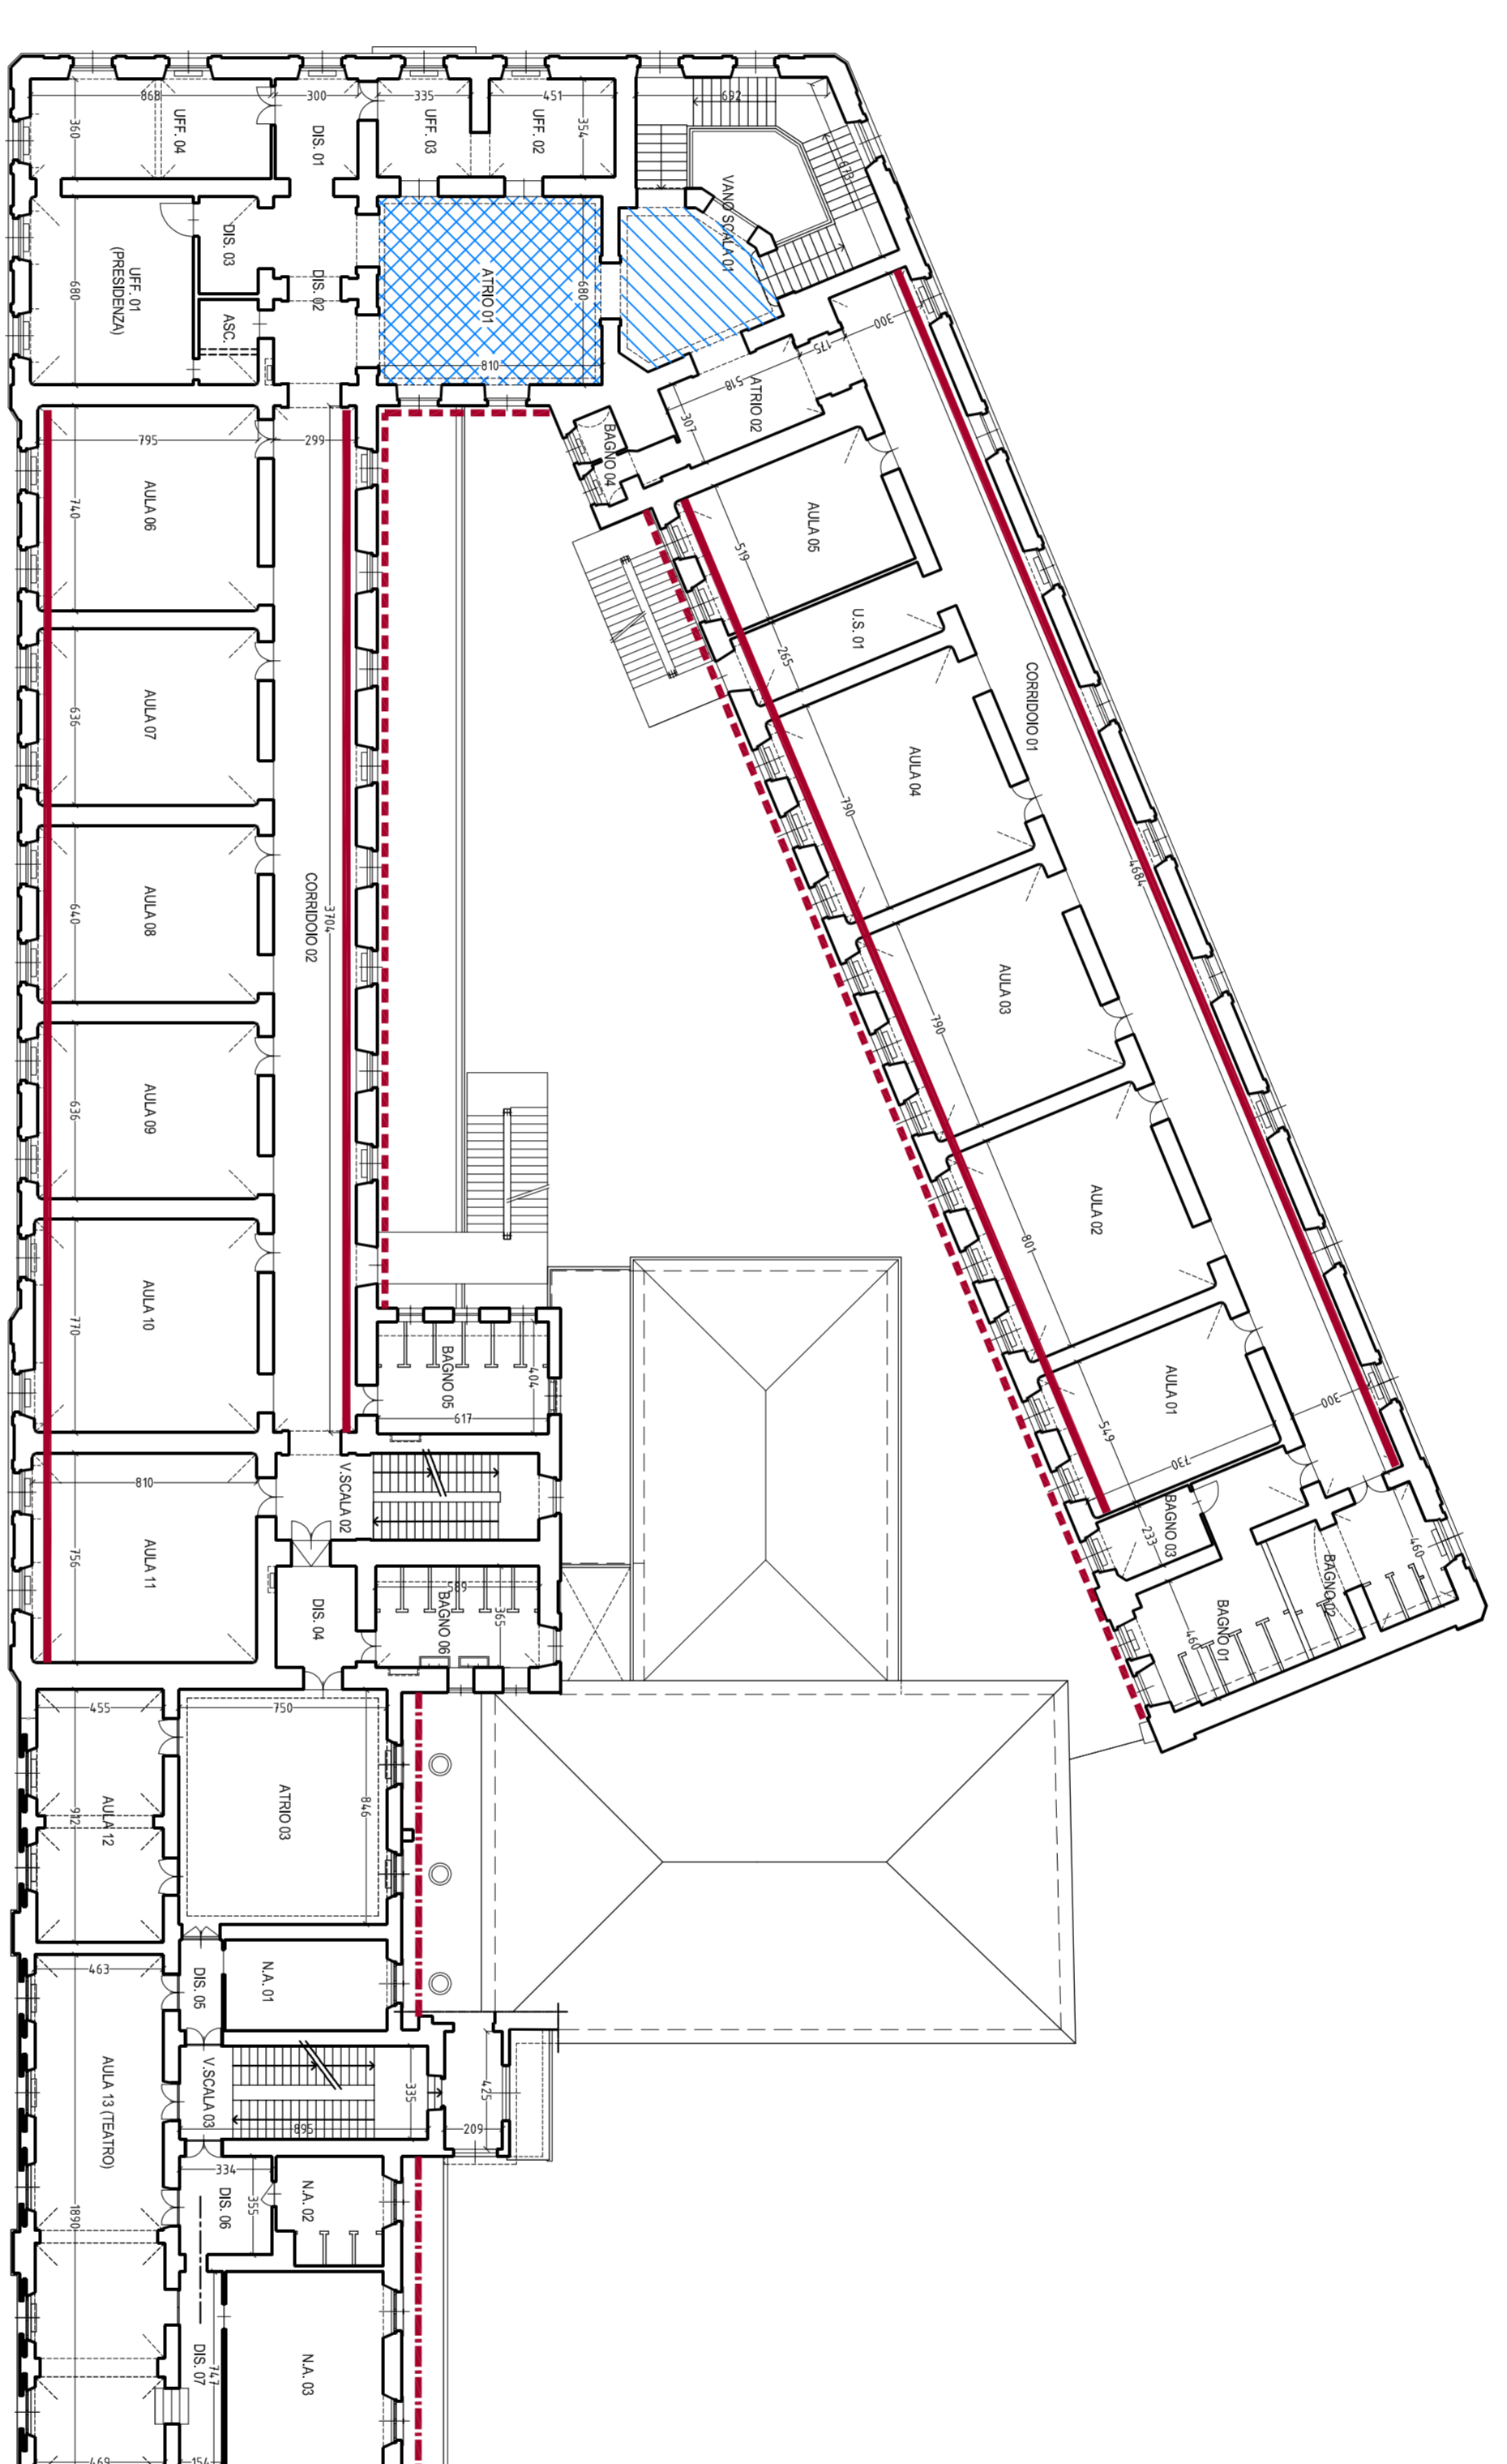 868
300
335
451
692
360
UFF. 04
DIS. 01
UFF. 03
UFF. 02
354
673
VANO SCALA 01
DIS. 03
UFF. 01
(PRESIDENZA)
680
DIS. 02
ASC.
ATRIO 01
680
810
300
175
518
ATRIO 02
307
BAGNO 04
795
299
740
AULA 06
AULA 05
519
U.S. 01
265
CORRIDOIO 01
636
AULA 07
AULA 04
790
4684
640
AULA 08
CORRIDOIO 02
3704
AULA 03
790
636
AULA 09
AULA 02
801
770
AULA 10
BAGNO 05
404
617
AULA 01
300
549
730
810
V.SCALA 02
BAGNO 03
233
460
756
AULA 11
DIS. 04
589
BAGNO 06
365
BAGNO 02
BAGNO 01
460
455
750
912
AULA 12
ATRIO 03
846
463
DIS. 05
N.A. 01
AULA 13 (TEATRO)
V.SCALA 03
335
895
425
209
334
DIS. 06
355
N.A. 02
1890
DIS. 07
747
N.A. 03
469
154